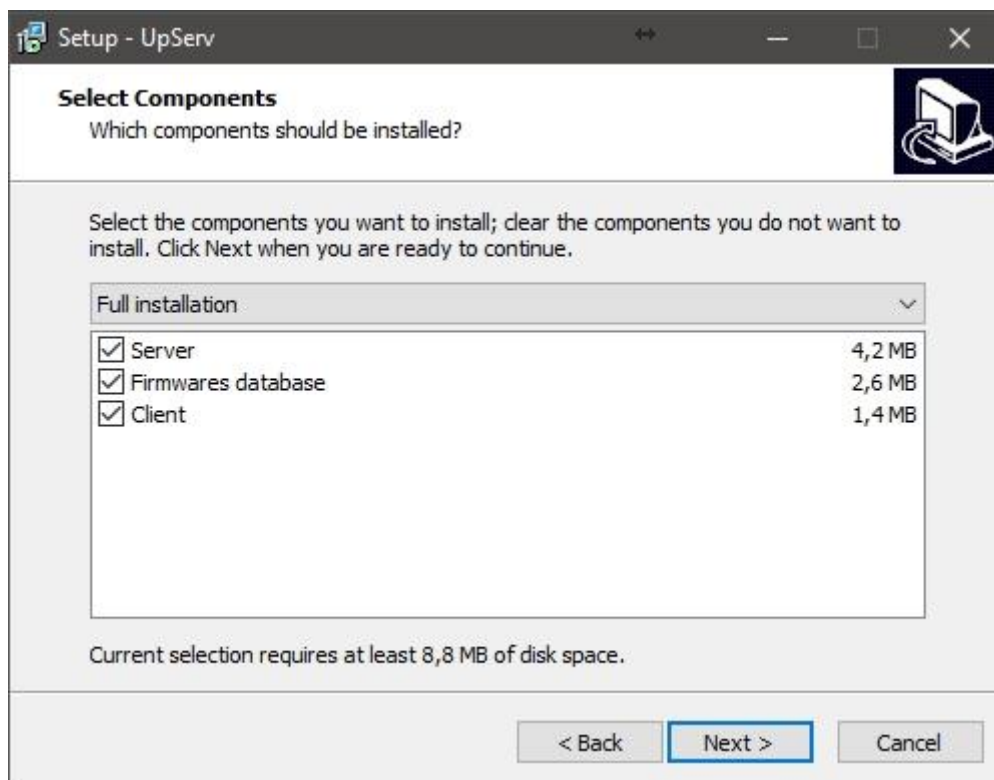 Setup - UpServ
Select Components
Which components should be installed?
Select the components you want to install; clear the components you do not want to
install. Click Next when you are ready to continue.
Full installation
Server 4,2 MB
Firmwares database 2,6 MB
Client 1,4 MB
Current selection requires at least 8,8 MB of disk space.
< Back Next > Cancel